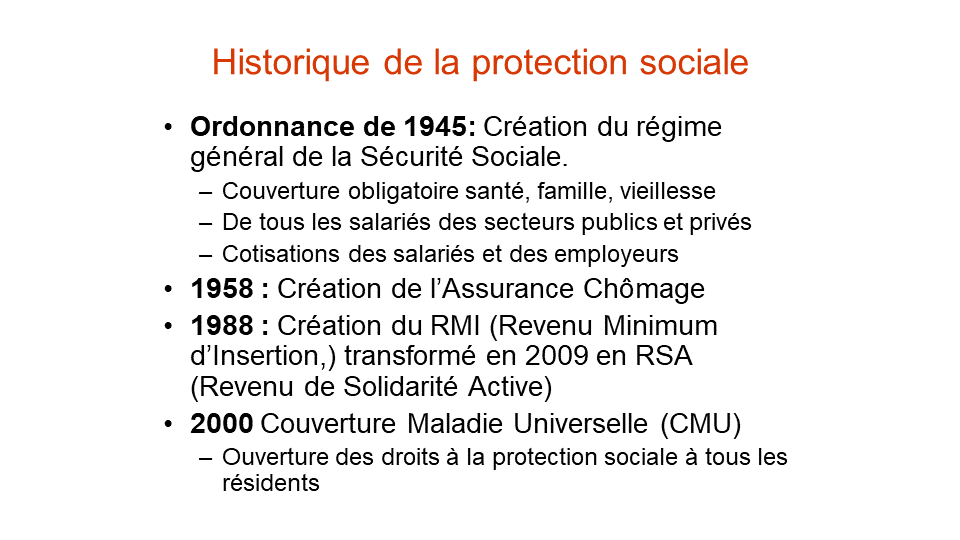 Historique de la protection sociale
• Ordonnance de 1945: Création du régime
général de la Sécurité Sociale.
– Couverture obligatoire santé, famille, vieillesse
– De tous les salariés des secteurs publics et privés
– Cotisations des salariés et des employeurs
• 1958 : Création de l’Assurance Chômage
• 1988 : Création du RMI (Revenu Minimum
d’Insertion,) transformé en 2009 en RSA
(Revenu de Solidarité Active)
• 2000 Couverture Maladie Universelle (CMU)
– Ouverture des droits à la protection sociale à tous les
résidents